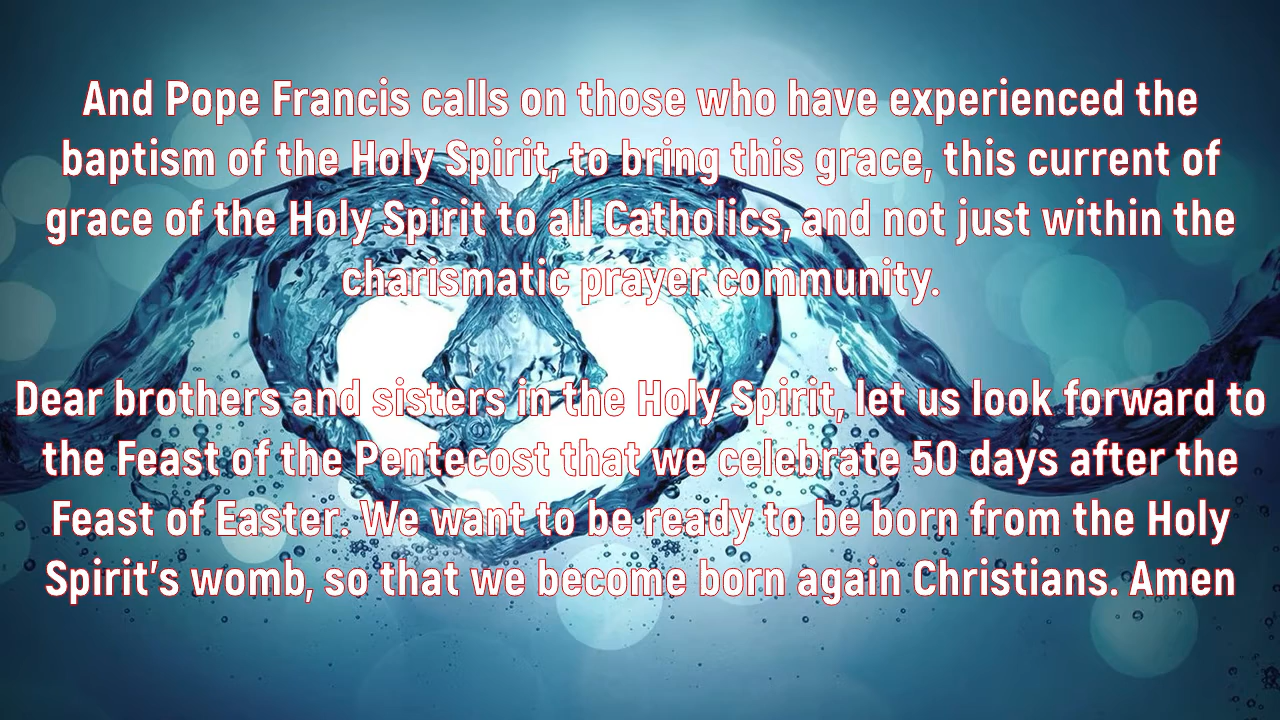 And Pope Francis calls on those who have experienced the
baptism of the Holy Spirit, to bring this grace, this current of
grace of the Holy Spirit to all Catholics, and not just within the
charismatic prayer community.
Dear brothers and sisters in the Holy Spirit, let us look forward to
the Feast of the Pentecost that we celebrate 50 days after the
Feast of Easter. We want to be ready to be born from the Holy
Spirit's womb, so that we become born again Christians. Amen